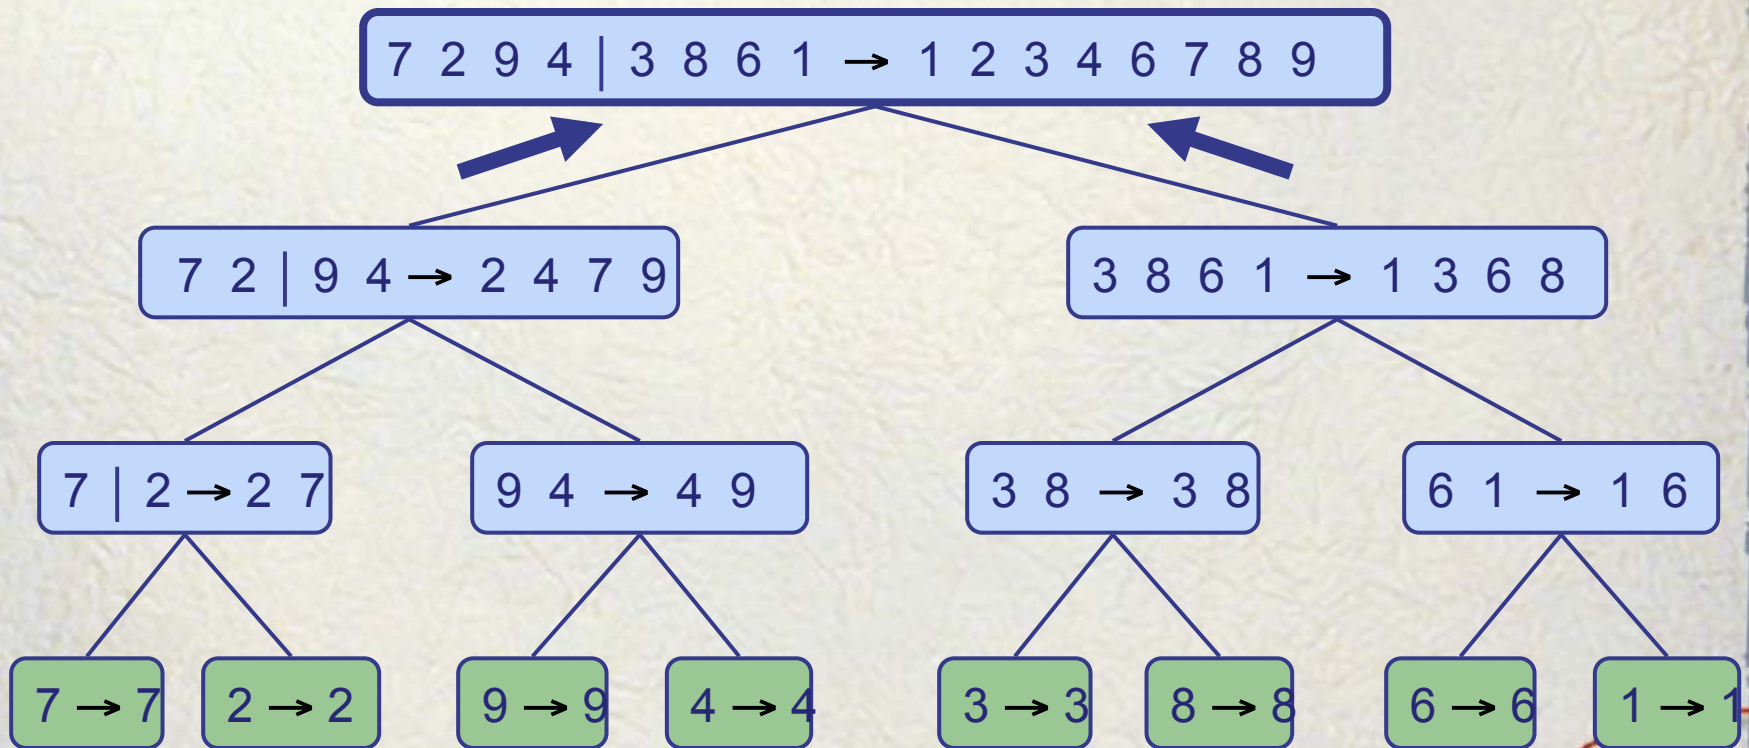 7 2 9 4 | 3 8 6 1 → 1 2 3 4 6 7 8 9
7 2 | 9 4 → 2 4 7 9
3 8 6 1 → 1 3 6 8
7 | 2 → 2 7
9 4 → 4 9
3 8 → 3 8
6 1 → 1 6
7 → 7
2 → 2
9 → 9
4 → 4
3 → 3
8 → 8
6 → 6
1 → 1